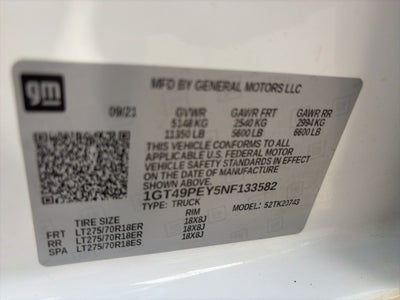 gm
MFD BY GENERAL MOTORS LLC
09/21 GVWR GAWR FRT GAWR RR
5148 KG 2540 KG 2994 KG
11350 LB 5600 LB 6600 LB
THIS VEHICLE CONFORMS TO ALL
APPLICABLE U.S. FEDERAL MOTOR
VEHICLE SAFETY STANDARDS IN EFFECT
ON THE DATE OF MANUFACTURE
SHOWN ABOVE.
1GT49PEY5NF133582
TYPE: TRUCK MODEL: 52TK20743
TIRE SIZE RIM
FRT LT275/70R18ER 18X8J
RR LT275/70R18ER 18X8J
SPA LT275/70R18ES 18X8J